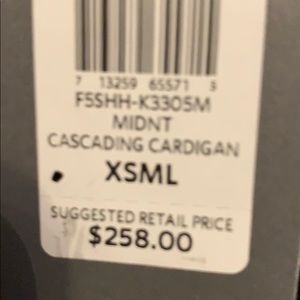 7 13259 65571 3
F5SHH-K3305M
MIDNT
CASCADING CARDIGAN
XSML
SUGGESTED RETAIL PRICE
$258.00